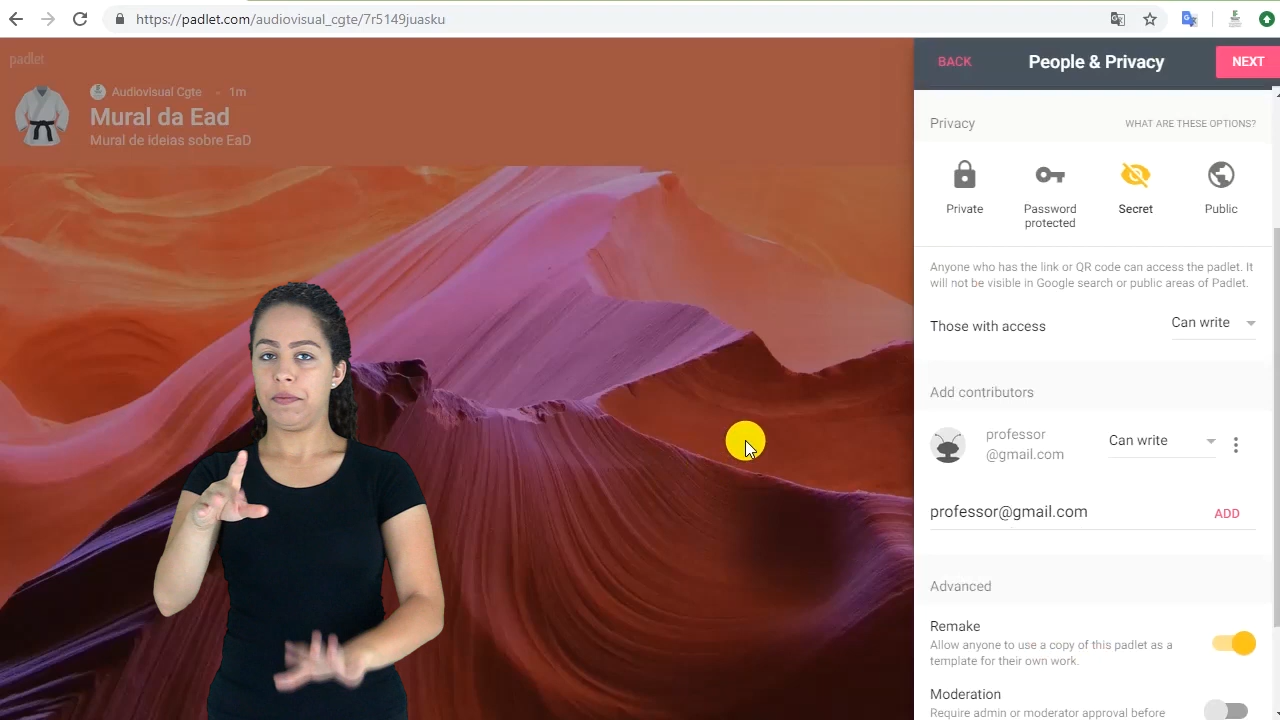 https://padlet.com/audiovisual_cgte/7r5149juasku
padlet
Audiovisual Cgte - 1m
Mural da Ead
Mural de ideias sobre EaD
BACK
People & Privacy
NEXT
Privacy
WHAT ARE THESE OPTIONS?
Private
Password
protected
Secret
Public
Anyone who has the link or QR code can access the padlet. It
will not be visible in Google search or public areas of Padlet.
Those with access
Can write
Add contributors
professor
@gmail.com
Can write
professor@gmail.com
ADD
Advanced
Remake
Allow anyone to use a copy of this padlet as a
template for their own work.
Moderation
Require admin or moderator approval before